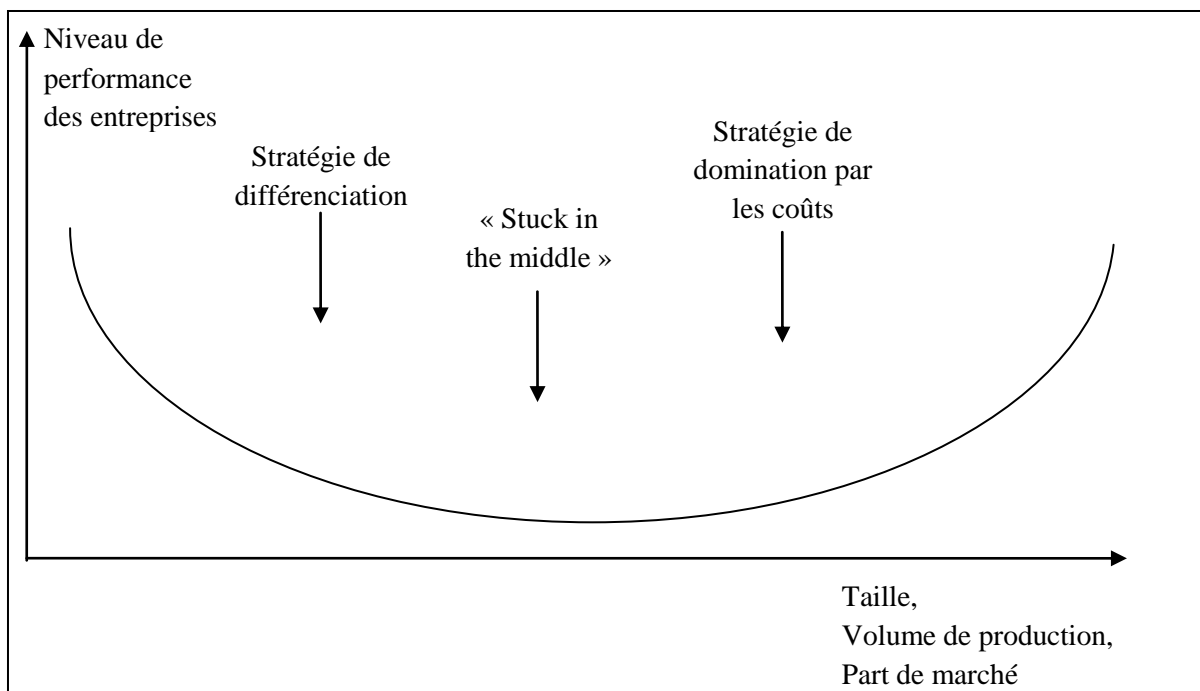 Niveau de
performance
des entreprises
Stratégie de
différenciation
« Stuck in
the middle »
Stratégie de
domination par
les coûts
Taille,
Volume de production,
Part de marché